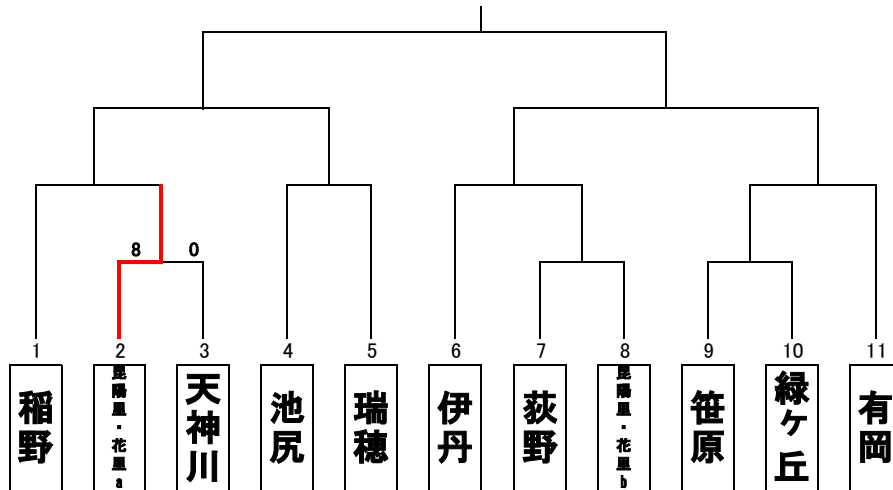 8 0
1 2 3 4 5 6 7 8 9 10 11
稲野
昆陽里・花里a
天神川
池尻
瑞穂
伊丹
荻野
昆陽里・花里b
笹原
緑ケ丘
有岡